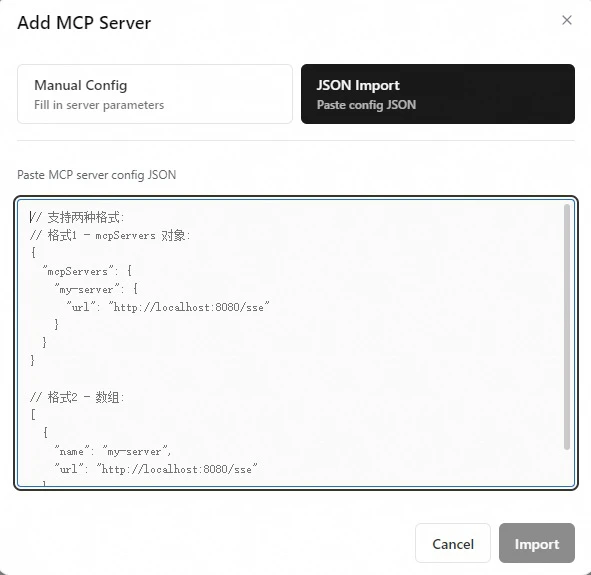 Add MCP Server
Manual Config
Fill in server parameters
JSON Import
Paste config JSON
Paste MCP server config JSON
// 支持两种格式:
// 格式1 - mcpServers 对象:
{
  "mcpServers": {
    "my-server": {
      "url": "http://localhost:8080/sse"
    }
  }
}

// 格式2 - 数组:
[
  {
    "name": "my-server",
    "url": "http://localhost:8080/sse"
  }
Cancel
Import